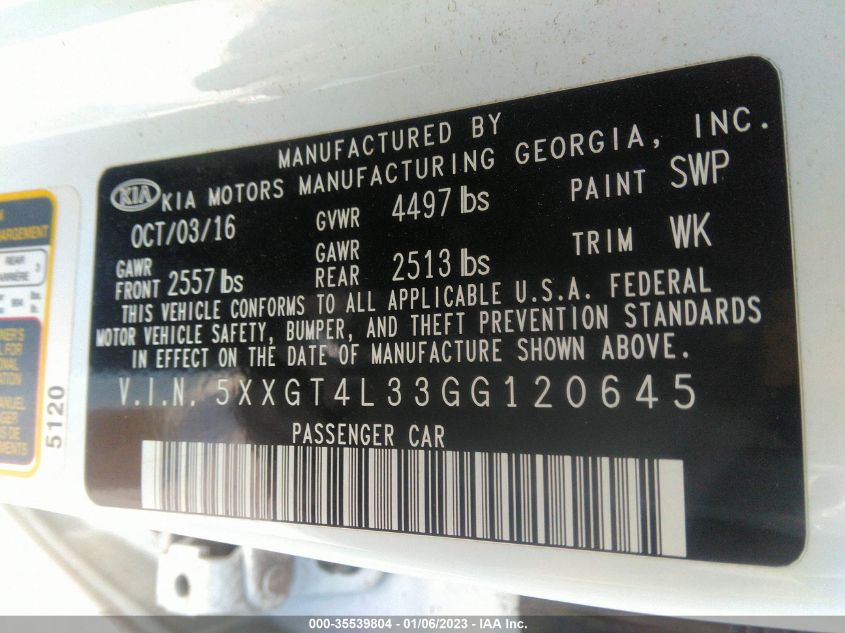 MANUFACTURED BY
KIA KIA MOTORS MANUFACTURING GEORGIA, INC.
OCT/03/16 GVWR 4497 lbs PAINT SWP
GAWR FRONT 2557 lbs GAWR REAR 2513 lbs TRIM WK
THIS VEHICLE CONFORMS TO ALL APPLICABLE U.S.A. FEDERAL
MOTOR VEHICLE SAFETY, BUMPER, AND THEFT PREVENTION STANDARDS
IN EFFECT ON THE DATE OF MANUFACTURE SHOWN ABOVE.
V.I.N. 5XXGT4L33GG120645
PASSENGER CAR
REAR
3
5120
000-35539804 - 01/06/2023 - IAA Inc.